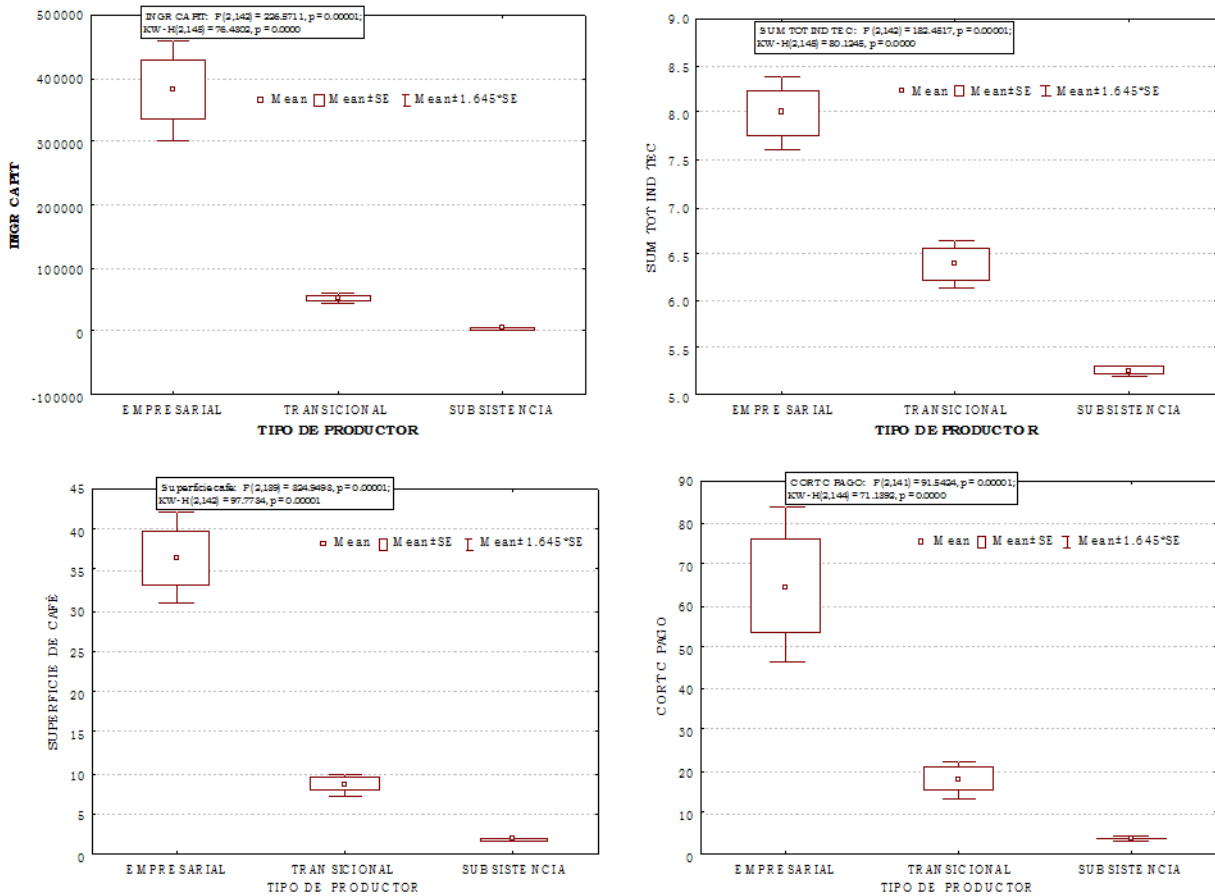 INGR CAPIT: F(2,142) = 226.5711, p = 0.00001;
KW-H(2,145) = 76.4802, p = 0.0000
500000
400000
300000
200000
100000
0
-100000
INGR CAPIT
Mean Mean±SE Mean±1.645*SE
EMPRESARIAL TRANSICIONAL SUBSISTENCIA
TIPO DE PRODUCTOR
SUM TOT IND TEC: F(2,142) = 182.4517, p = 0.00001;
KW-H(2,145) = 80.1245, p = 0.0000
9.0
8.5
8.0
7.5
7.0
6.5
6.0
5.5
5.0
SUM TOT IND TEC
Mean Mean±SE Mean±1.645*SE
EMPRESARIAL TRANSICIONAL SUBSISTENCIA
TIPO DE PRODUCTOR
Superficie cafe: F(2,139) = 324.9493, p = 0.00001;
KW-H(2,142) = 97.7734, p = 0.00001
45
40
35
30
25
20
15
10
5
0
SUPERFICIE DE CAFÉ
Mean Mean±SE Mean±1.645*SE
EMPRESARIAL TRANSICIONAL SUBSISTENCIA
TIPO DE PRODUCTOR
CORTC PAGO: F(2,141) = 91.5424, p = 0.00001;
KW-H(2,144) = 71.1392, p = 0.0000
90
80
70
60
50
40
30
20
10
0
CORTC PAGO
Mean Mean±SE Mean±1.645*SE
EMPRESARIAL TRANSICIONAL SUBSISTENCIA
TIPO DE PRODUCTOR